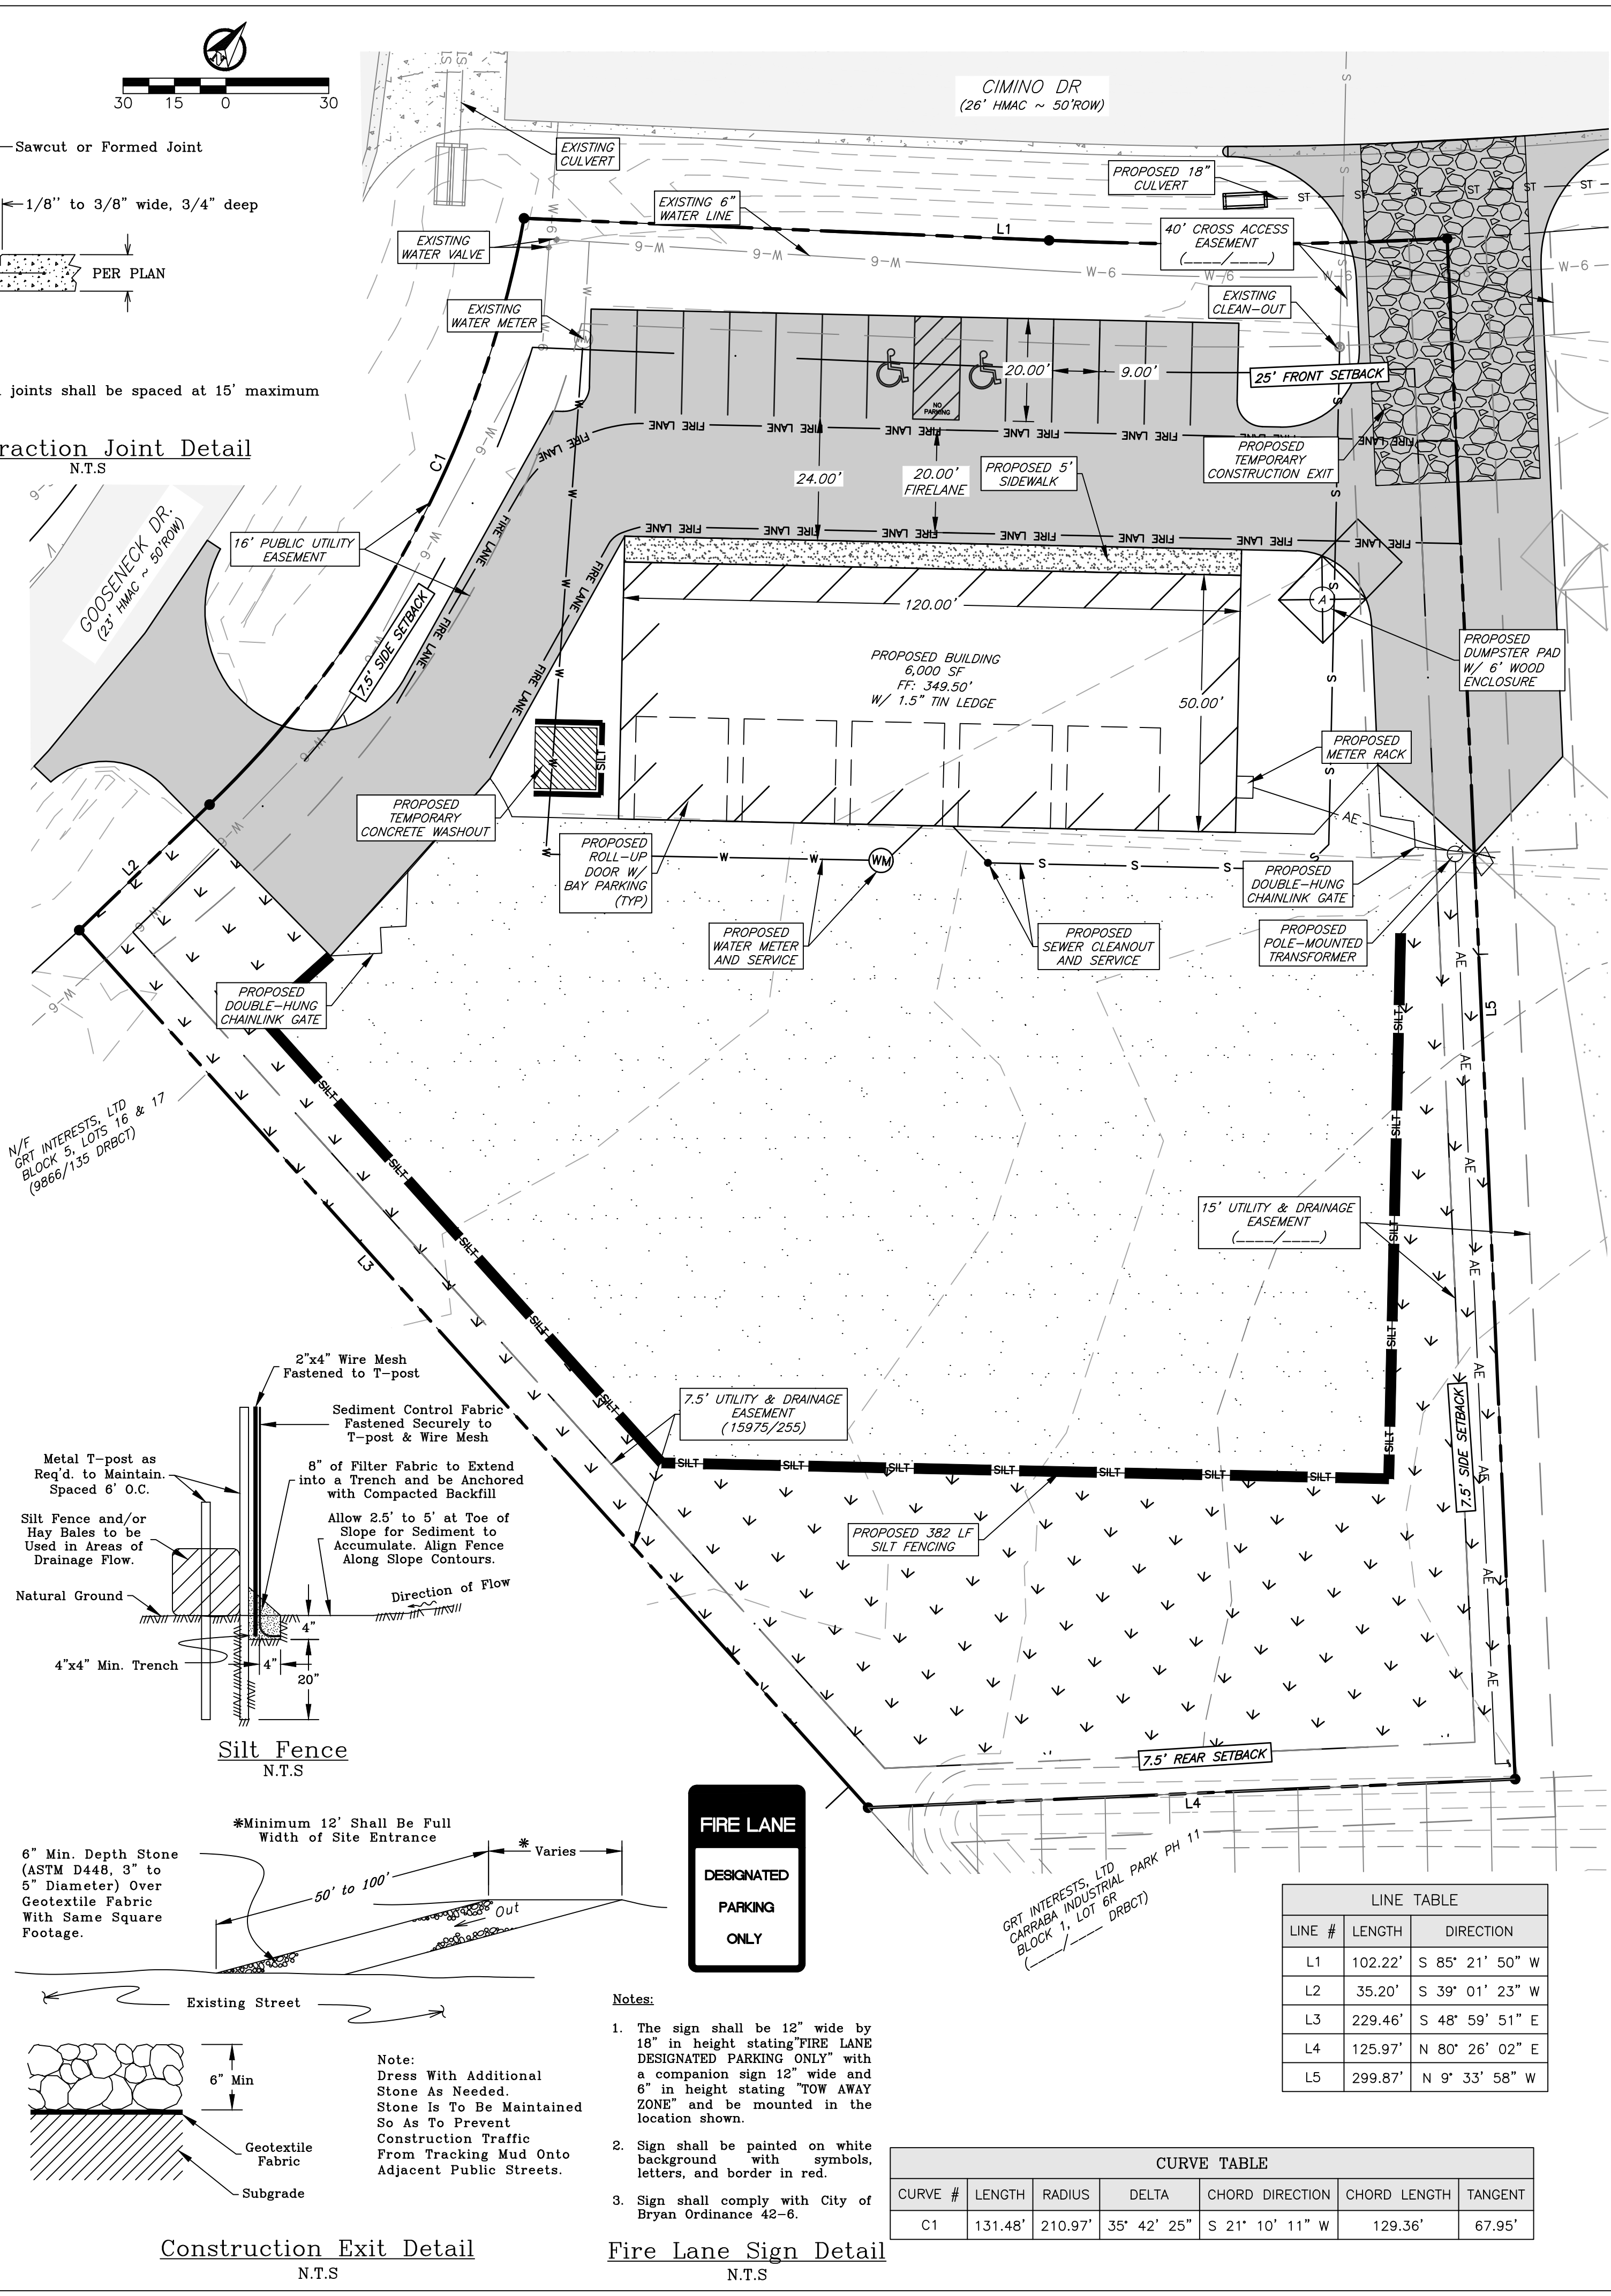 30 15 0 30
Sawcut or Formed Joint
1/8'' to 3/8" wide, 3/4" deep
PER PLAN
joints shall be spaced at 15' maximum
raction Joint Detail
N.T.S
CIMINO DR
(26' HMAC ~ 50'ROW)
EXISTING
CULVERT
PROPOSED 18"
CULVERT
EXISTING 6"
WATER LINE
L1
40' CROSS ACCESS
EASEMENT
(____/____)
EXISTING
WATER VALVE
EXISTING
WATER METER
EXISTING
CLEAN-OUT
20.00'
9.00'
25' FRONT SETBACK
NO
PARKING
FIRE LANE
24.00'
20.00'
FIRELANE
PROPOSED 5'
SIDEWALK
PROPOSED
TEMPORARY
CONSTRUCTION EXIT
C1
GOOSENECK DR.
(23' HMAC ~ 50'ROW)
16' PUBLIC UTILITY
EASEMENT
7.5' SIDE SETBACK
120.00'
A
PROPOSED BUILDING
6,000 SF
FF: 349.50'
W/ 1.5" TIN LEDGE
50.00'
PROPOSED
DUMPSTER PAD
W/ 6' WOOD
ENCLOSURE
PROPOSED
METER RACK
PROPOSED
TEMPORARY
CONCRETE WASHOUT
SILT
L2
PROPOSED
ROLL-UP
DOOR W/
BAY PARKING
(TYP)
WM
PROPOSED
WATER METER
AND SERVICE
PROPOSED
SEWER CLEANOUT
AND SERVICE
PROPOSED
DOUBLE-HUNG
CHAINLINK GATE
PROPOSED
POLE-MOUNTED
TRANSFORMER
PROPOSED
DOUBLE-HUNG
CHAINLINK GATE
L5
AE
N/F
GRT INTERESTS, LTD
BLOCK 5, LOTS 16 & 17
(9866/135 DRBCT)
L3
15' UTILITY & DRAINAGE
EASEMENT
(____/____)
7.5' UTILITY & DRAINAGE
EASEMENT
(15975/255)
7.5' SIDE SETBACK
PROPOSED 382 LF
SILT FENCING
7.5' REAR SETBACK
L4
GRT INTERESTS, LTD
CARRABA INDUSTRIAL PARK PH 11
BLOCK 1, LOT 6R
(____/____ DRBCT)
2"x4" Wire Mesh
Fastened to T-post
Sediment Control Fabric
Fastened Securely to
T-post & Wire Mesh
Metal T-post as
Req'd. to Maintain.
Spaced 6' O.C.
8" of Filter Fabric to Extend
into a Trench and be Anchored
with Compacted Backfill
Silt Fence and/or
Hay Bales to be
Used in Areas of
Drainage Flow.
Allow 2.5' to 5' at Toe of
Slope for Sediment to
Accumulate. Align Fence
Along Slope Contours.
Natural Ground
Direction of Flow
4"
4"x4" Min. Trench
4"
20"
Silt Fence
N.T.S
*Minimum 12' Shall Be Full
Width of Site Entrance
* Varies
6" Min. Depth Stone
(ASTM D448, 3" to
5" Diameter) Over
Geotextile Fabric
With Same Square
Footage.
50' to 100'
Out
Existing Street
6" Min
Geotextile
Fabric
Subgrade
Note:
Dress With Additional
Stone As Needed.
Stone Is To Be Maintained
So As To Prevent
Construction Traffic
From Tracking Mud Onto
Adjacent Public Streets.
Construction Exit Detail
N.T.S
FIRE LANE
DESIGNATED
PARKING
ONLY
Notes:
1. The sign shall be 12" wide by
18" in height stating"FIRE LANE
DESIGNATED PARKING ONLY" with
a companion sign 12" wide and
6" in height stating "TOW AWAY
ZONE" and be mounted in the
location shown.
2. Sign shall be painted on white
background with symbols,
letters, and border in red.
3. Sign shall comply with City of
Bryan Ordinance 42-6.
Fire Lane Sign Detail
N.T.S
LINE TABLE
LINE # LENGTH DIRECTION
L1 102.22' S 85° 21' 50" W
L2 35.20' S 39° 01' 23" W
L3 229.46' S 48° 59' 51" E
L4 125.97' N 80° 26' 02" E
L5 299.87' N 9° 33' 58" W
CURVE TABLE
CURVE # LENGTH RADIUS DELTA CHORD DIRECTION CHORD LENGTH TANGENT
C1 131.48' 210.97' 35° 42' 25" S 21° 10' 11" W 129.36' 67.95'